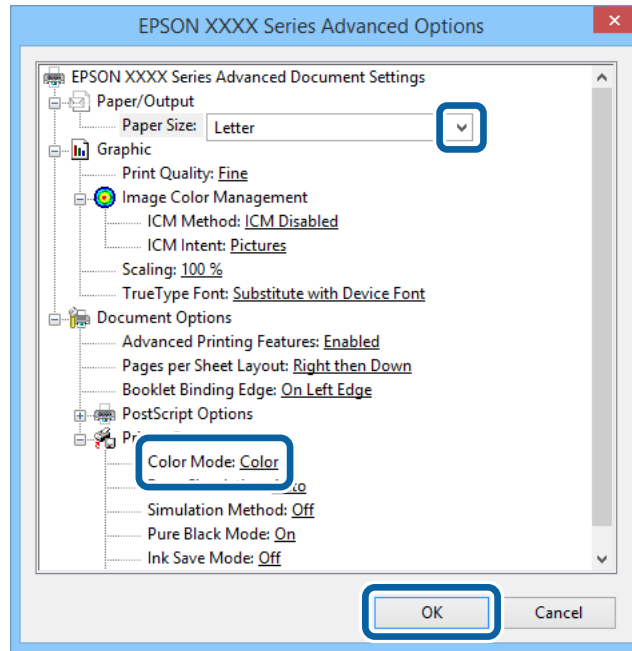 EPSON XXXX Series Advanced Options
EPSON XXXX Series Advanced Document Settings
Paper/Output
Paper Size: Letter
Graphic
Print Quality: Fine
Image Color Management
ICM Method: ICM Disabled
ICM Intent: Pictures
Scaling: 100 %
TrueType Font: Substitute with Device Font
Document Options
Advanced Printing Features: Enabled
Pages per Sheet Layout: Right then Down
Booklet Binding Edge: On Left Edge
PostScript Options
Color Mode: Color
Simulation Method: Off
Pure Black Mode: On
Ink Save Mode: Off
OK Cancel